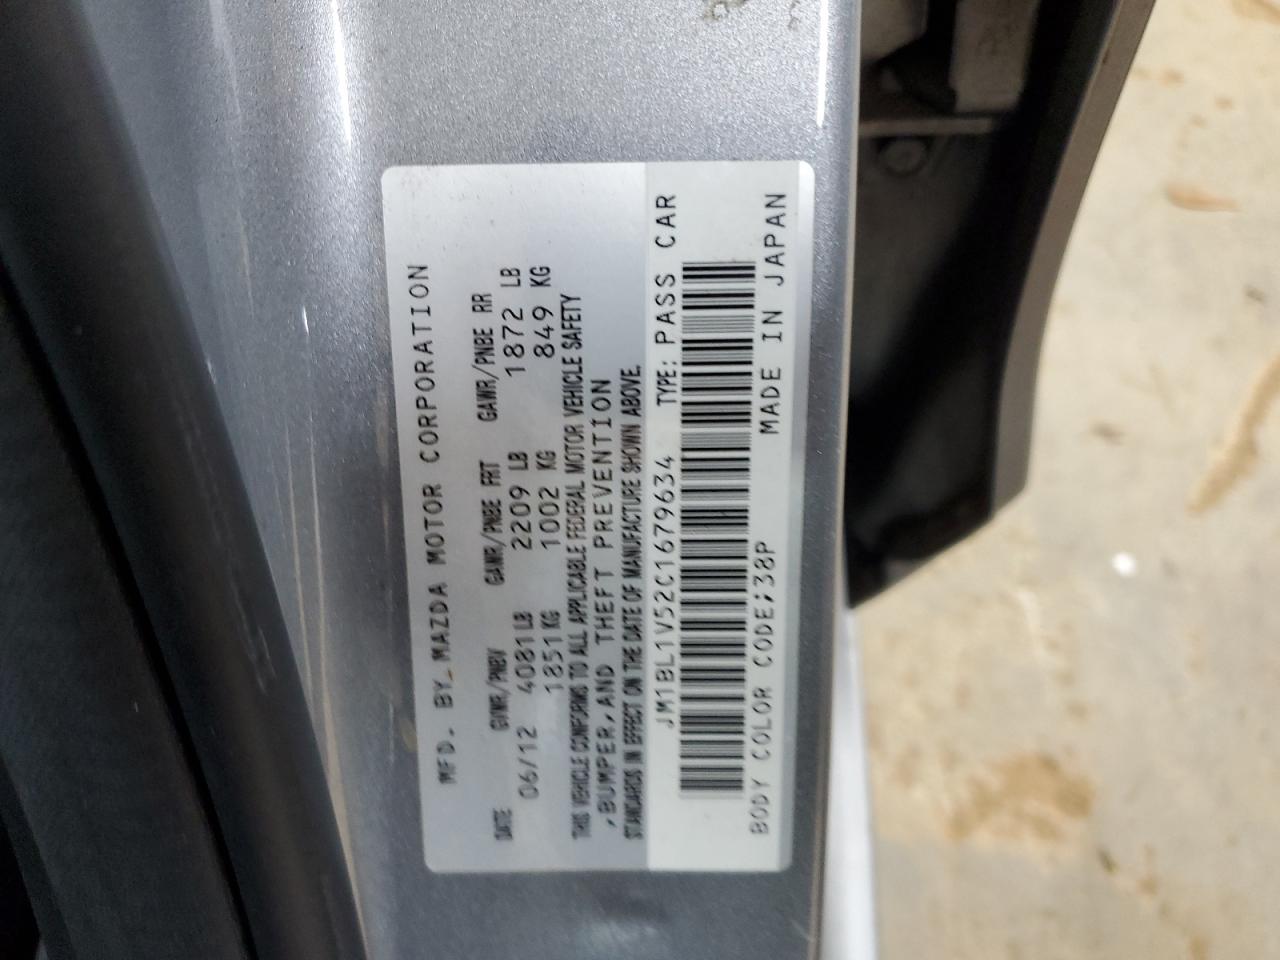 MFD. BY MAZDA MOTOR CORPORATION
DATE GVWR/PNBV GAWR/PNBE FRT GAWR/PNBE RR
06/12 4081 LB 2209 LB 1872 LB
1851 KG 1002 KG 849 KG
THIS VEHICLE CONFORMS TO ALL APPLICABLE FEDERAL MOTOR VEHICLE SAFETY
,BUMPER,AND THEFT PREVENTION
STANDARDS IN EFFECT ON THE DATE OF MANUFACTURE SHOWN ABOVE.
JM1BL1V52C1679634 TYPE: PASS CAR
BODY COLOR CODE;38P MADE IN JAPAN